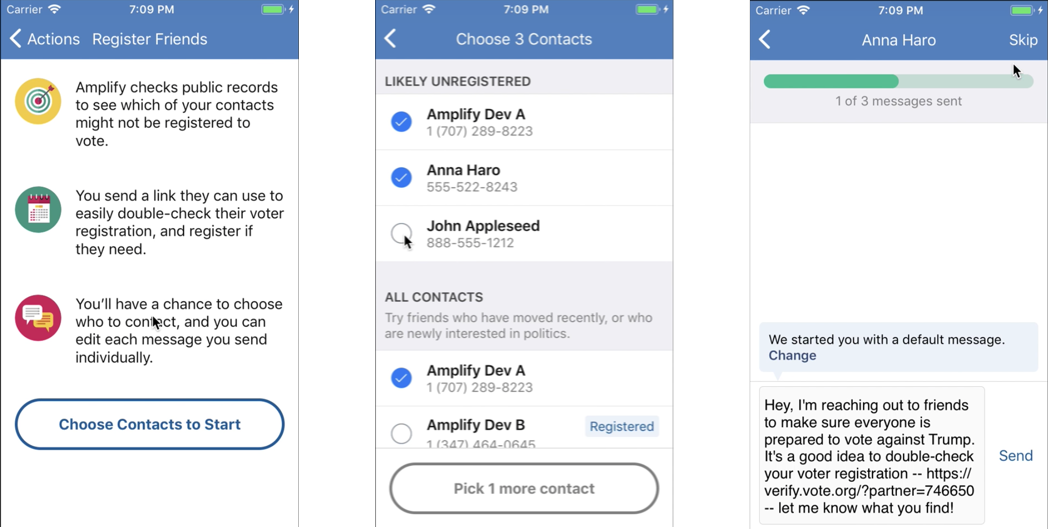 Carrier 7:09 PM
Actions Register Friends
Amplify checks public records
to see which of your contacts
might not be registered to
vote.
You send a link they can use to
easily double-check their voter
registration, and register if
they need.
You'll have a chance to choose
who to contact, and you can
edit each message you send
individually.
Choose Contacts to Start
Carrier 7:09 PM
Choose 3 Contacts
LIKELY UNREGISTERED
Amplify Dev A
1 (707) 289-8223
Anna Haro
555-522-8243
John Appleseed
888-555-1212
ALL CONTACTS
Try friends who have moved recently, or who
are newly interested in politics.
Amplify Dev A
1 (707) 289-8223
Amplify Dev B Registered
1 (347) 464-0645
Pick 1 more contact
Carrier 7:09 PM
Anna Haro Skip
1 of 3 messages sent
We started you with a default message.
Change
Hey, I'm reaching out to friends
to make sure everyone is
prepared to vote against Trump.
It's a good idea to double-check
your voter registration -- https://
verify.vote.org/?partner=746650
-- let me know what you find!
Send